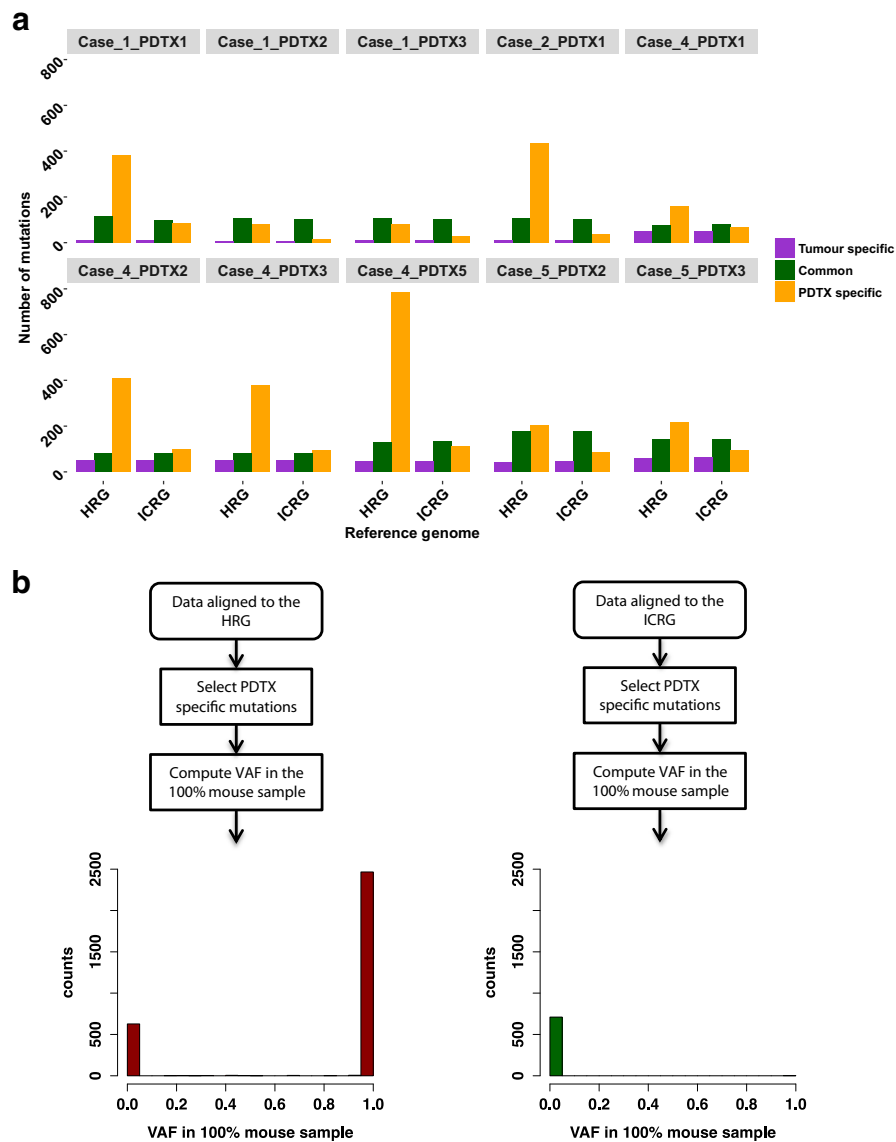 a
Case_1_PDTX1 Case_1_PDTX2 Case_1_PDTX3 Case_2_PDTX1 Case_4_PDTX1
800
600
400
200
0
Number of mutations
Tumour specific
Common
PDTX specific
Case_4_PDTX2 Case_4_PDTX3 Case_4_PDTX5 Case_5_PDTX2 Case_5_PDTX3
800
600
400
200
0
HRG ICRG HRG ICRG HRG ICRG HRG ICRG HRG ICRG
Reference genome
b
Data aligned to the
HRG
Select PDTX
specific mutations
Compute VAF in the
100% mouse sample
counts
2500
1500
500
0
0.0 0.2 0.4 0.6 0.8 1.0
VAF in 100% mouse sample
Data aligned to the
ICRG
Select PDTX
specific mutations
Compute VAF in the
100% mouse sample
counts
2500
1500
500
0
0.0 0.2 0.4 0.6 0.8 1.0
VAF in 100% mouse sample